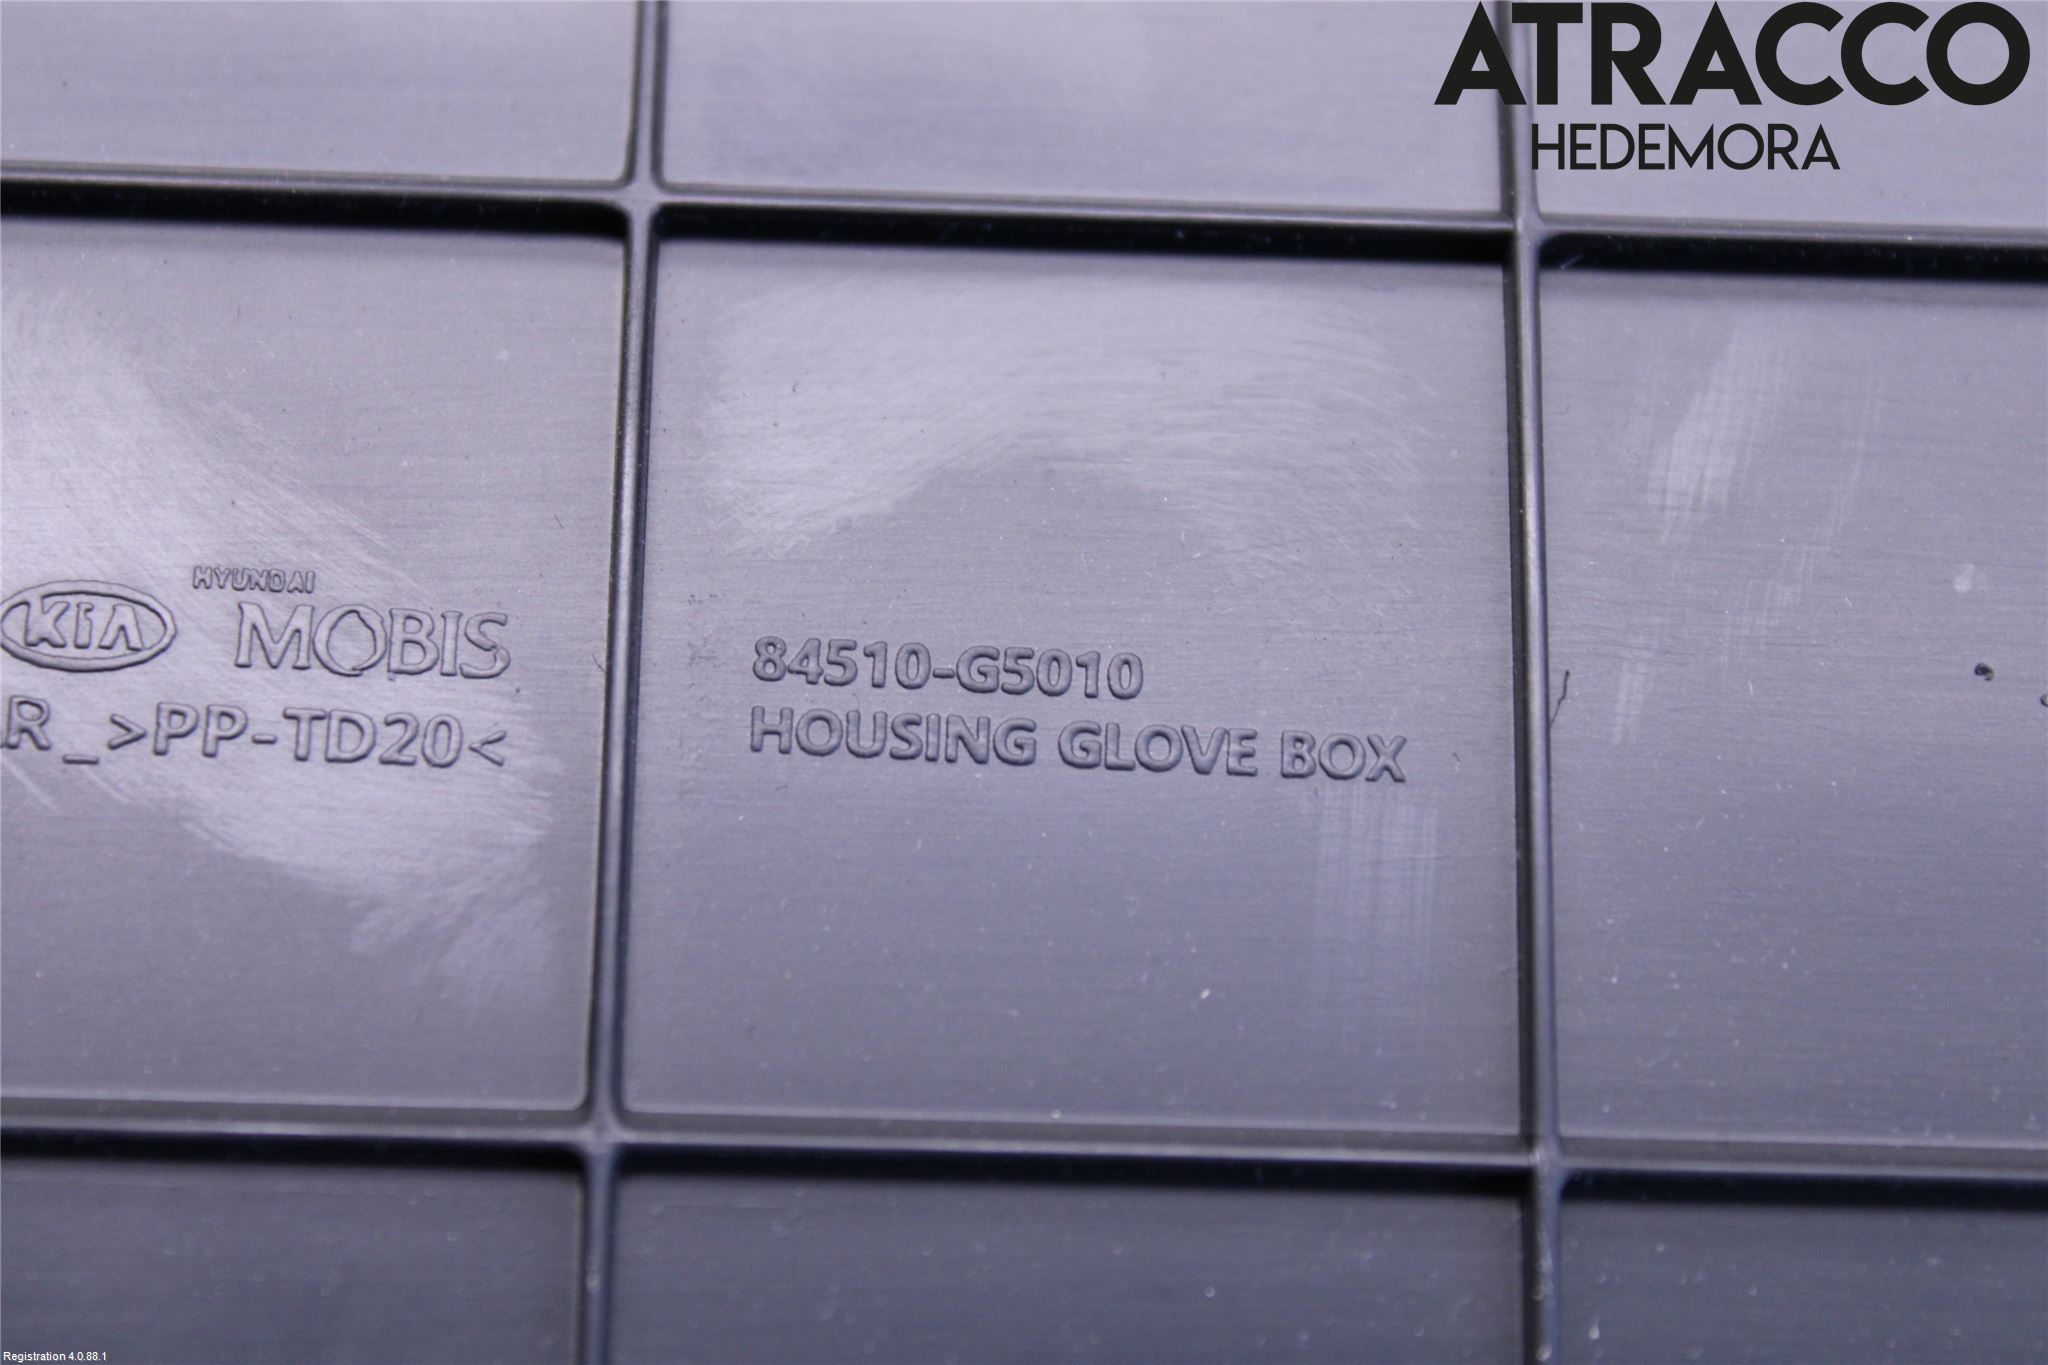 ATRACCO
HEDEMORA
KIA
HYUNDAI
MOBIS
R_>PP-TD20<
84510-G5010
HOUSING GLOVE BOX
Registration 4.0.88.1